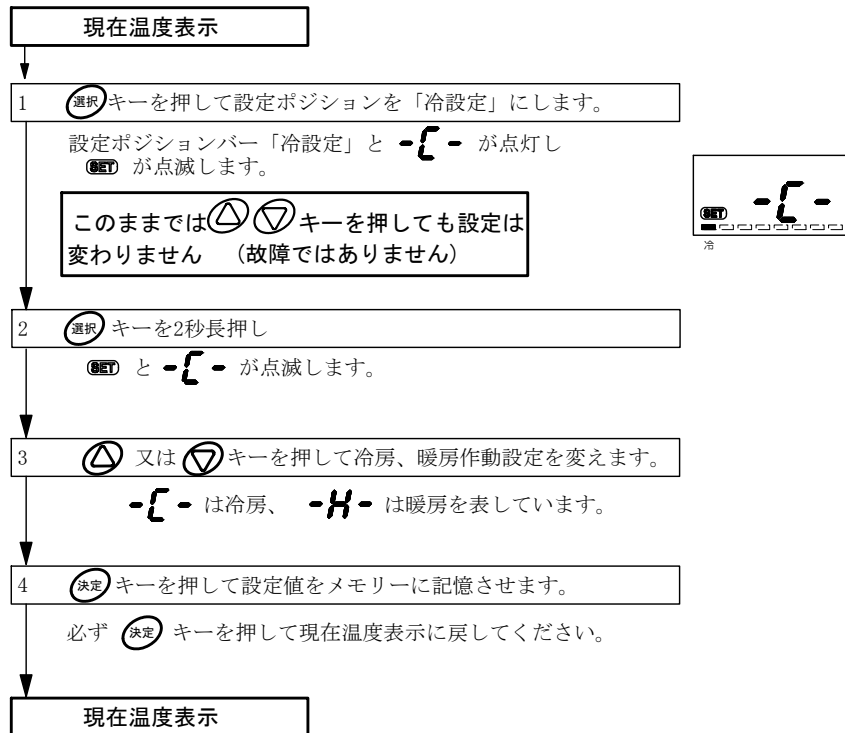 現在温度表示
1 選択キーを押して設定ポジションを「冷設定」にします。
設定ポジションバー「冷設定」と -C- が点灯し
SET が点滅します。
SET -C-
冷
このままでは△▽キーを押しても設定は
変わりません （故障ではありません）
2 選択キーを2秒長押し
SET と -C- が点滅します。
3 △ 又は ▽キーを押して冷房、暖房作動設定を変えます。
-C- は冷房、 -H- は暖房を表しています。
4 決定キーを押して設定値をメモリーに記憶させます。
必ず 決定 キーを押して現在温度表示に戻してください。
現在温度表示